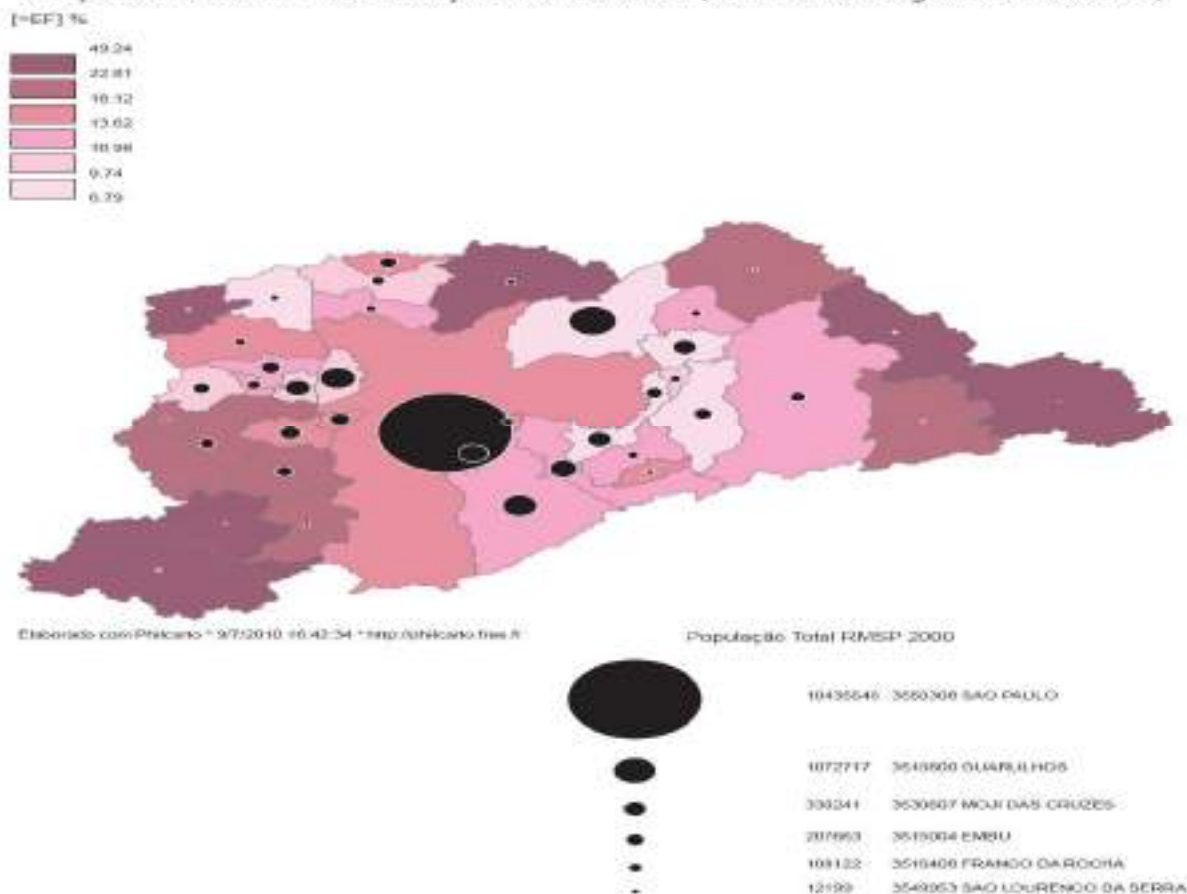 [=EF] %
49.24
22.81
16.12
13.62
10.98
9.74
6.79
Elaborado com Philcarto * 9/7/2010 16:42:34 * http://philcarto.free.fr
População Total RMSP 2000
10435546 3550308 SAO PAULO
1072717 3518800 GUARULHOS
330241 3530607 MOJI DAS CRUZES
207663 3515004 EMBU
108122 3516408 FRANCO DA ROCHA
12199 3549953 SAO LOURENCO DA SERRA